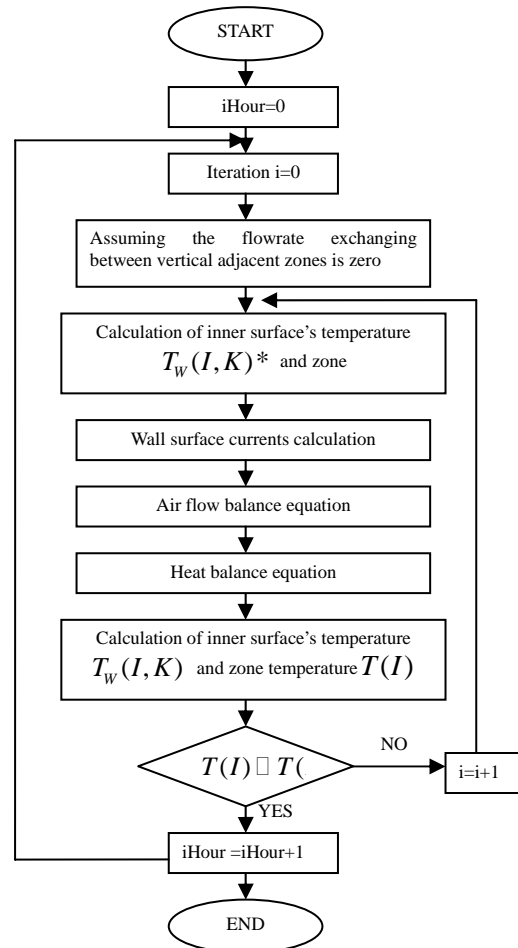 START
iHour=0
Iteration i=0
Assuming the flowrate exchanging
between vertical adjacent zones is zero
Calculation of inner surface's temperature
T_W(I,K)* and zone
Wall surface currents calculation
Air flow balance equation
Heat balance equation
Calculation of inner surface's temperature
T_W(I,K) and zone temperature T(I)
T(I) □ T(
NO
i=i+1
YES
iHour =iHour+1
END